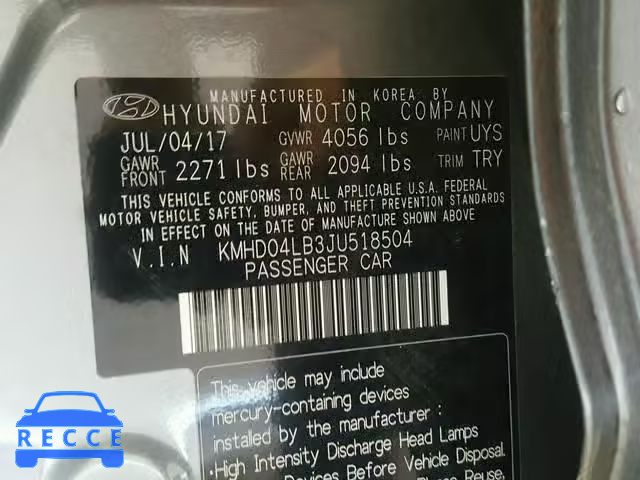 MANUFACTURED IN KOREA BY
HYUNDAI MOTOR COMPANY
JUL/04/17 GVWR 4056 lbs PAINT UYS
GAWR FRONT 2271 lbs GAWR REAR 2094 lbs TRIM TRY
THIS VEHICLE CONFORMS TO ALL APPLICABLE U.S.A. FEDERAL
MOTOR VEHICLE SAFETY, BUMPER, AND THEFT PREVENTION STANDARDS
IN EFFECT ON THE DATE OF MANUFACTURE SHOWN ABOVE.
V.I.N KMHD04LB3JU518504
PASSENGER CAR
This vehicle may include
mercury-containing devices
installed by the manufacturer :
• High Intensity Discharge Head Lamps
Devices Before Vehicle Disposal.
Reuse,
RECCE